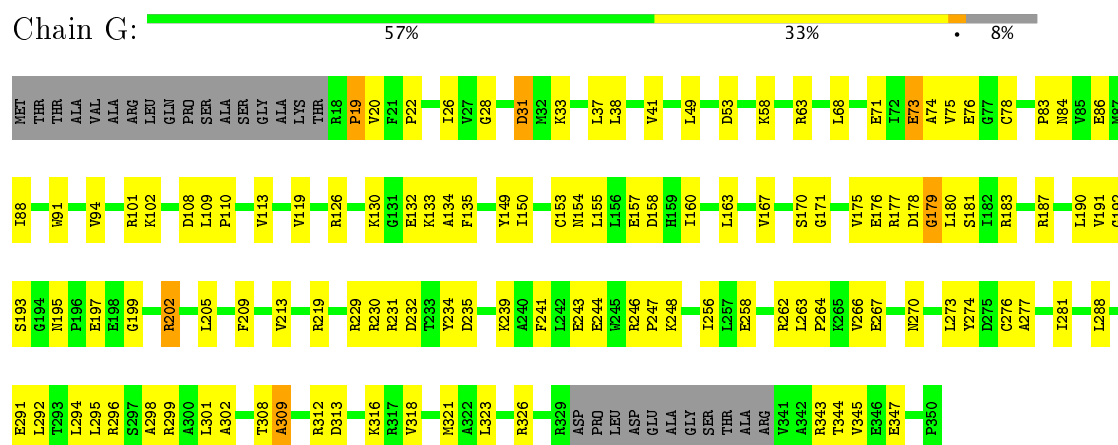 Chain G:
57% 33% • 8%
MET THR THR ALA VAL ALA ARG LEU GLN PRO SER ALA SER GLY ALA LYS THR R18 P19 V20 F21 P22 I26 V27 G28 D31 M32 K33 L37 L38 V41 L49 D53 K58 R63 L68 E71 I72 E73 A74 V75 E76 G77 C78 P83 N84 V85 E86 M87
I88 W91 V94 R101 K102 D108 L109 P110 V113 V119 R126 K130 G131 E132 K133 A134 F135 Y149 I150 C153 N154 L155 L156 E157 D158 H159 I160 L163 V167 S170 G171 V175 E176 R177 D178 G179 L180 S181 I182 R183 R187 L190 V191
S193 G194 N195 P196 E197 E198 G199 R202 L205 F209 V213 R219 R229 R230 R231 D232 T233 Y234 D235 K239 A240 F241 L242 E243 E244 W245 R246 P247 K248 I256 L257 E258 R262 L263 P264 K265 V266 E267 N270 L273 Y274 D275 C276 A277 I281 L288
E291 L292 T293 L294 L295 R296 S297 A298 R299 A300 L301 A302 T308 A309 R312 D313 K316 R317 V318 M321 A322 L323 R326 R329 ASP PRO LEU ASP GLU ALA GLY SER THR ALA ARG V341 A342 R343 T344 V345 E346 E347 P350